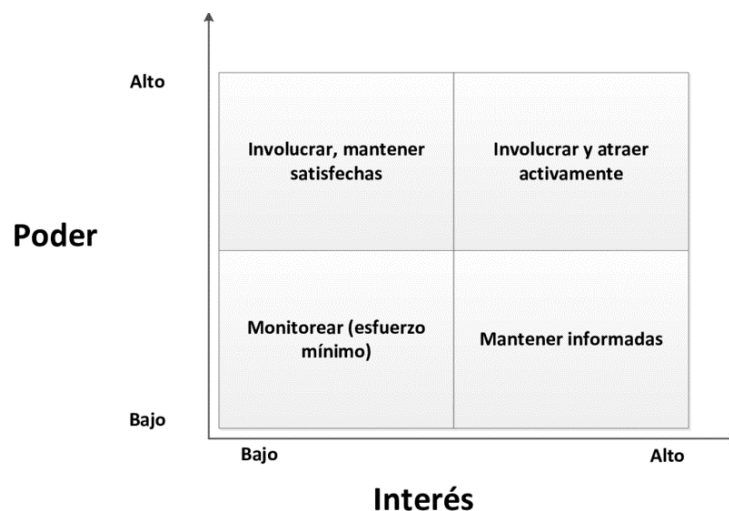 Alto
Involucrar, mantener
satisfechas
Involucrar y atraer
activamente
Poder
Monitorear (esfuerzo
mínimo)
Mantener informadas
Bajo
Bajo
Alto
Interés